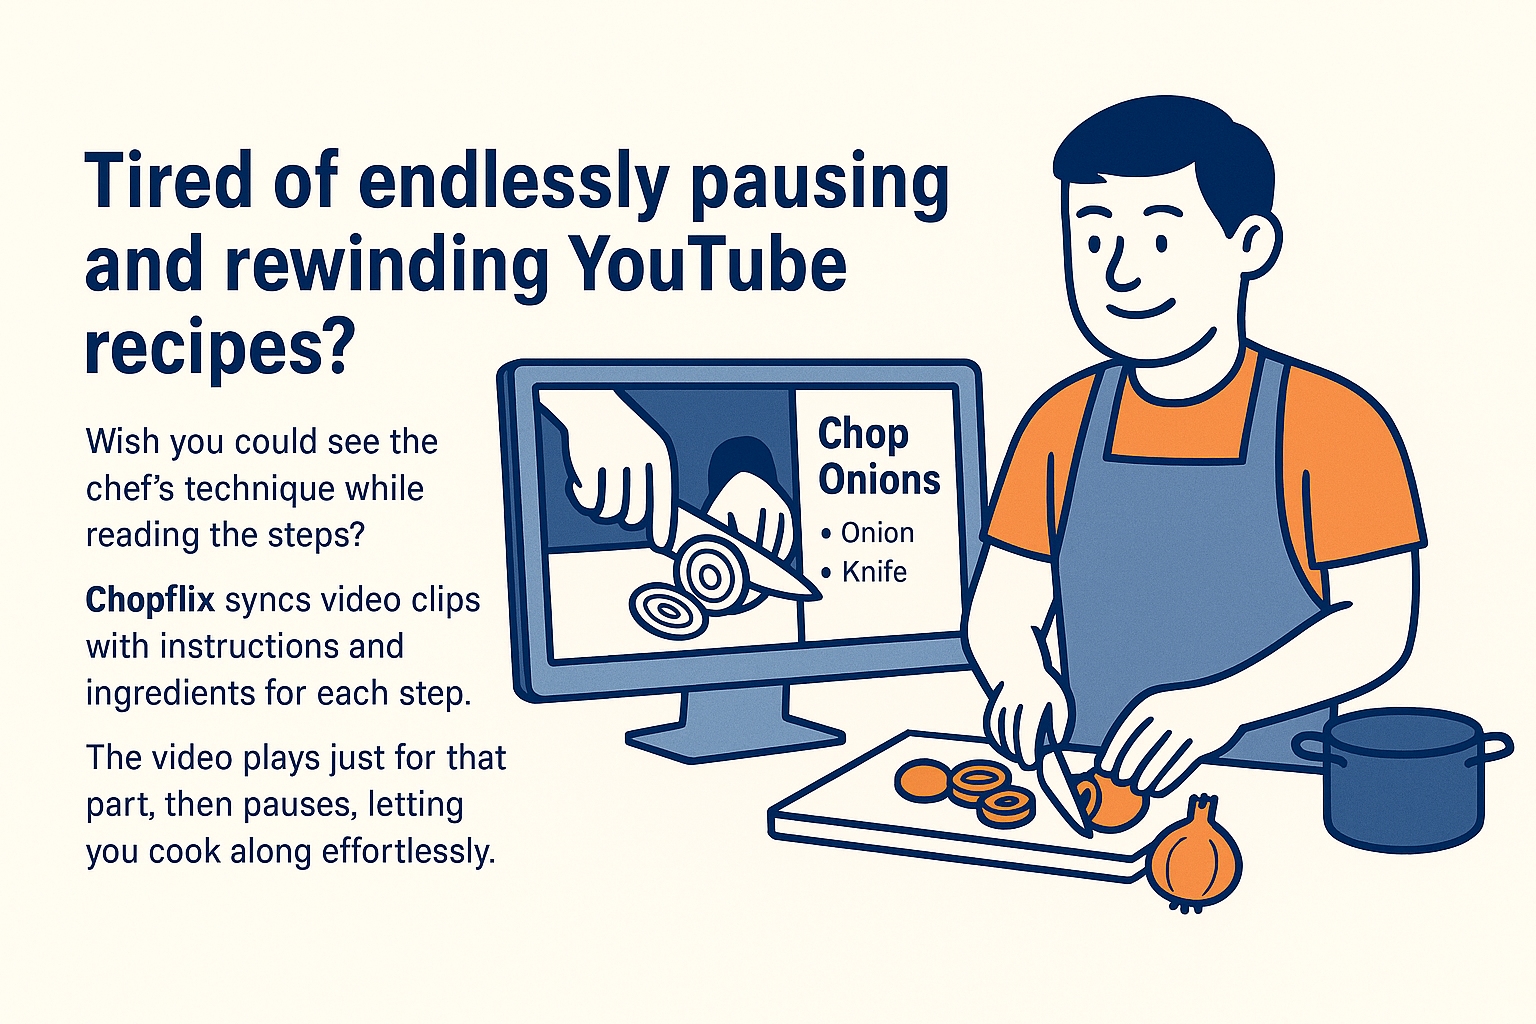 Tired of endlessly pausing
and rewinding YouTube
recipes?
Wish you could see the
chef’s technique while
reading the steps?
Chopflix syncs video clips
with instructions and
ingredients for each step.
The video plays just for that
part, then pauses, letting
you cook along effortlessly.
Chop
Onions
• Onion
• Knife